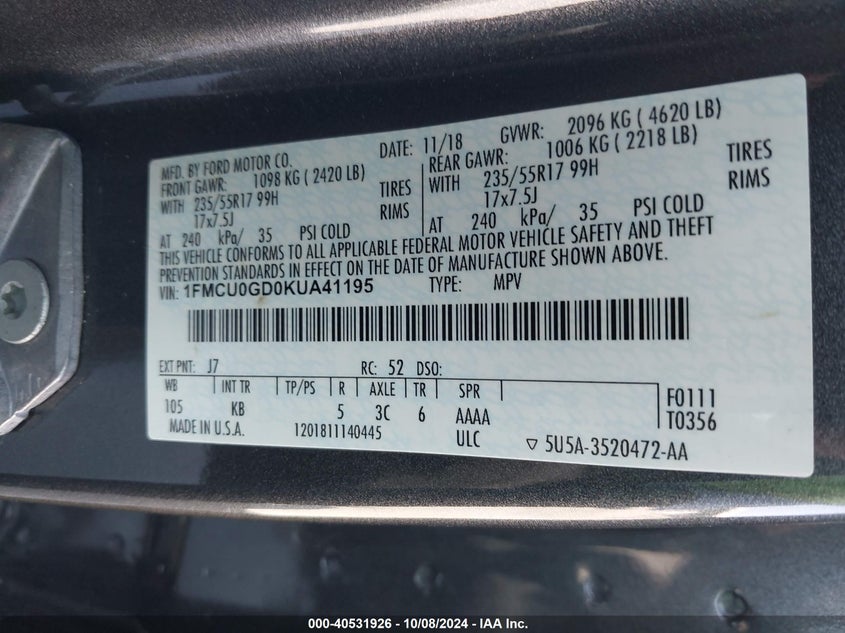 MFD. BY FORD MOTOR CO. DATE: 11/18 GVWR: 2096 KG ( 4620 LB)
FRONT GAWR: 1098 KG ( 2420 LB) REAR GAWR: 1006 KG ( 2218 LB)
WITH 235/55R17 99H TIRES WITH 235/55R17 99H TIRES
17x7.5J RIMS 17x7.5J RIMS
AT 240 kPa/ 35 PSI COLD AT 240 kPa/ 35 PSI COLD
THIS VEHICLE CONFORMS TO ALL APPLICABLE FEDERAL MOTOR VEHICLE SAFETY AND THEFT
PREVENTION STANDARDS IN EFFECT ON THE DATE OF MANUFACTURE SHOWN ABOVE.
VIN: 1FMCU0GD0KUA41195 TYPE: MPV
EXT PNT: J7 RC: 52 DSO:
WB INT TR TP/PS R AXLE TR SPR F0111
105 KB 5 3C 6 AAAA T0356
MADE IN U.S.A. 1201811140445 ULC ▽ 5U5A-3520472-AA
000-40531926 - 10/08/2024 - IAA Inc.